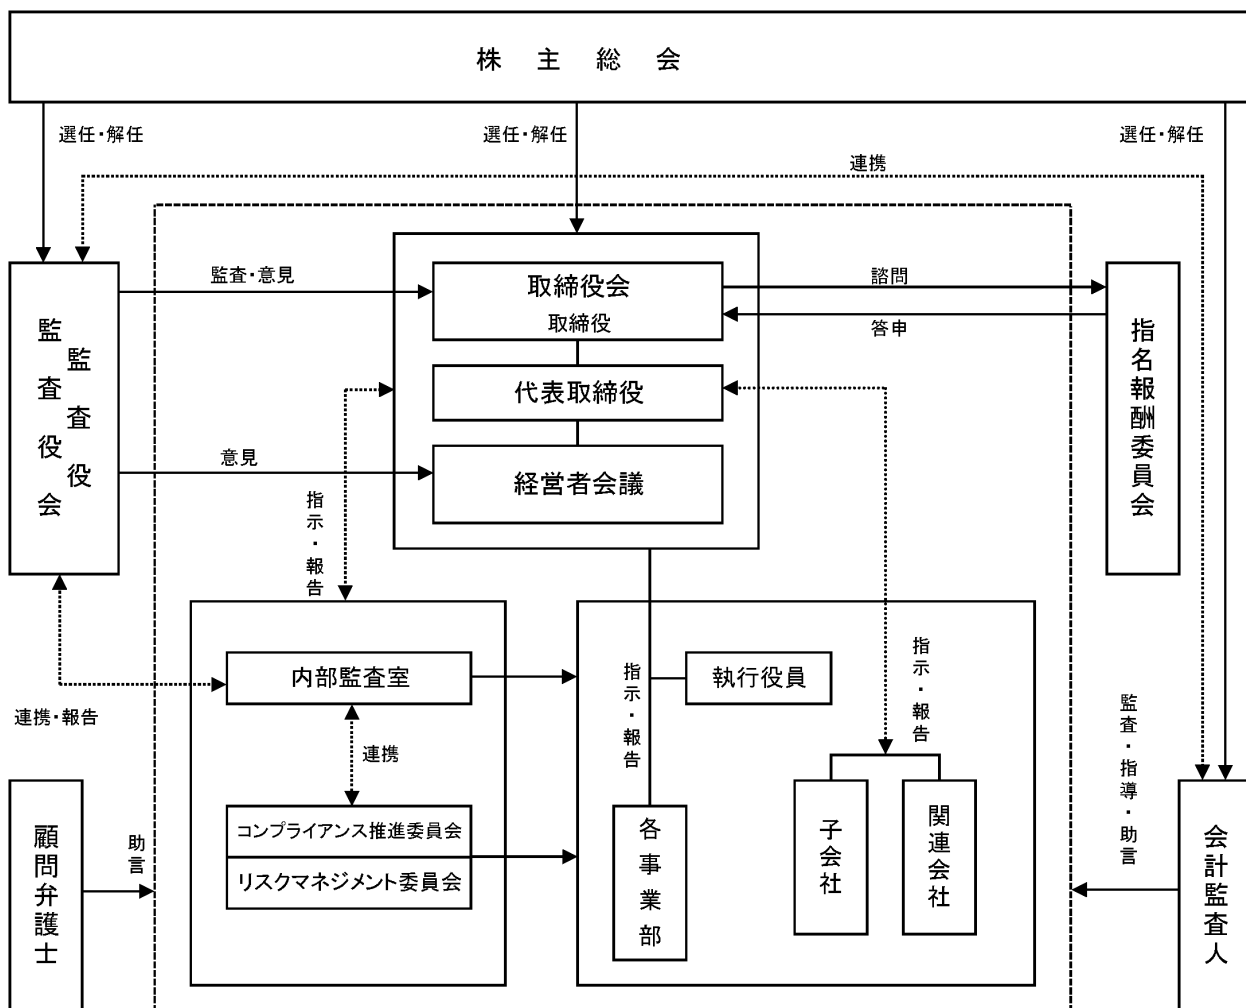 株主総会
選任・解任
選任・解任
選任・解任
連携
監査役会
監査役
監査・意見
意見
取締役会
取締役
代表取締役
経営者会議
諮問
答申
指名報酬委員会
指示・報告
連携・報告
内部監査室
連携
コンプライアンス推進委員会
リスクマネジメント委員会
指示・報告
執行役員
各事業部
指示・報告
子会社
関連会社
顧問弁護士
助言
監査・指導・助言
会計監査人